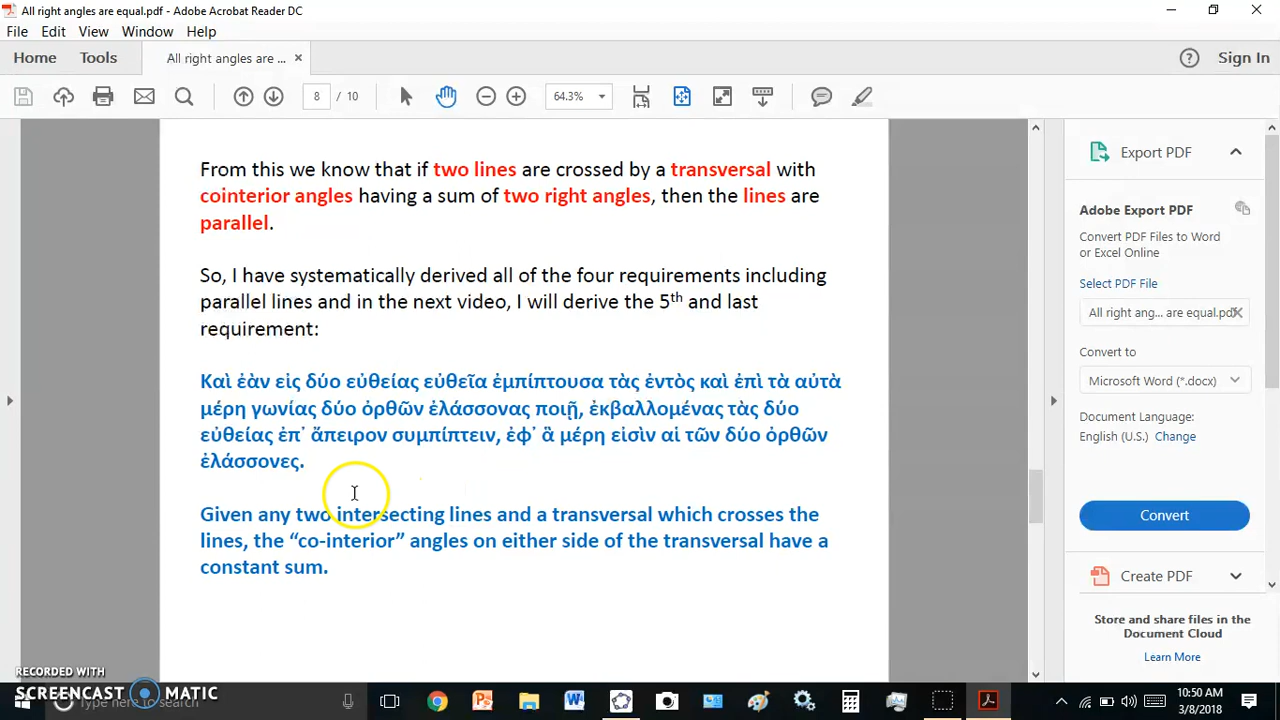 All right angles are equal.pdf - Adobe Acrobat Reader DC
File Edit View Window Help
Home Tools All right angles are ... × Sign In
8 / 10 64.3%
From this we know that if two lines are crossed by a transversal with
cointerior angles having a sum of two right angles, then the lines are
parallel.
So, I have systematically derived all of the four requirements including
parallel lines and in the next video, I will derive the 5th and last
requirement:
Καὶ ἐὰν εἰς δύο εὐθείας εὐθεῖα ἐμπίπτουσα τὰς ἐντὸς καὶ ἐπὶ τὰ αὐτὰ
μέρη γωνίας δύο ὀρθῶν ἐλάσσονας ποιῇ, ἐκβαλλομένας τὰς δύο
εὐθείας ἐπ᾿ ἄπειρον συμπίπτειν, ἐφ᾿ ἃ μέρη εἰσὶν αἱ τῶν δύο ὀρθῶν
ἐλάσσονες.
Given any two intersecting lines and a transversal which crosses the
lines, the “co-interior” angles on either side of the transversal have a
constant sum.
Export PDF
Adobe Export PDF
Convert PDF Files to Word
or Excel Online
Select PDF File
All right ang... are equal.pdf
Convert to
Microsoft Word (*.docx)
Document Language:
English (U.S.) Change
Convert
Create PDF
Store and share files in the
Document Cloud
Learn More
RECORDED WITH
SCREENCAST MATIC
Type here to search
10:50 AM
3/8/2018